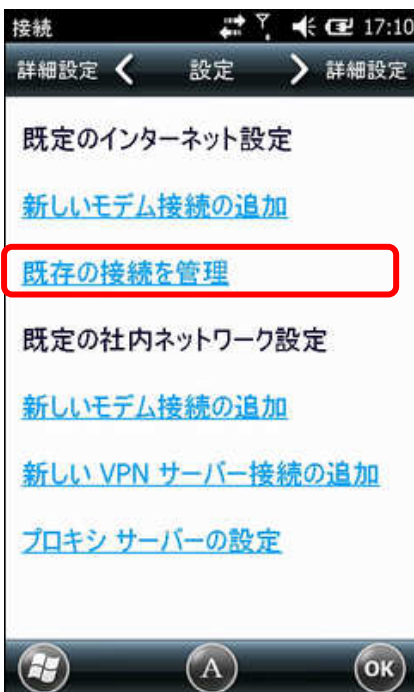 接続 17:10
詳細設定 設定 詳細設定
既定のインターネット設定
新しいモデム接続の追加
既存の接続を管理
既定の社内ネットワーク設定
新しいモデム接続の追加
新しい VPN サーバー接続の追加
プロキシ サーバーの設定
A OK